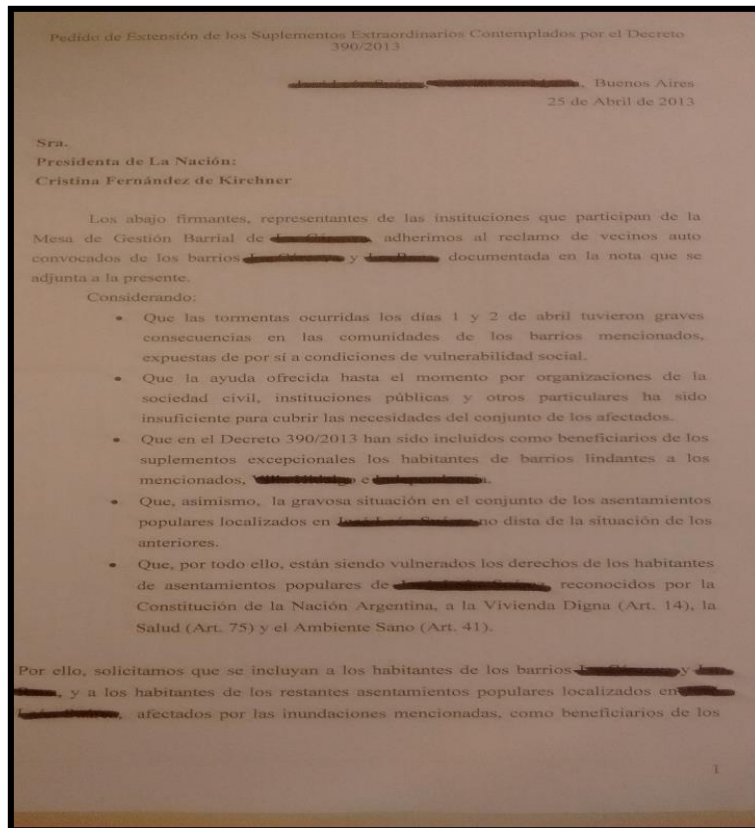 Pedido de Extensión de los Suplementos Extraordinarios Contemplados por el Decreto
390/2013
, Buenos Aires
25 de Abril de 2013
Sra.
Presidenta de La Nación:
Cristina Fernández de Kirchner
Los abajo firmantes, representantes de las instituciones que participan de la
Mesa de Gestión Barrial de adherimos al reclamo de vecinos auto
convocados de los barrios y documentada en la nota que se
adjunta a la presente.
Considerando:
• Que las tormentas ocurridas los días 1 y 2 de abril tuvieron graves
consecuencias en las comunidades de los barrios mencionados,
expuestas de por sí a condiciones de vulnerabilidad social.
• Que la ayuda ofrecida hasta el momento por organizaciones de la
sociedad civil, instituciones públicas y otros particulares ha sido
insuficiente para cubrir las necesidades del conjunto de los afectados.
• Que en el Decreto 390/2013 han sido incluidos como beneficiarios de los
suplementos excepcionales los habitantes de barrios lindantes a los
mencionados, e
• Que, asimismo, la gravosa situación en el conjunto de los asentamientos
populares localizados en no dista de la situación de los
anteriores.
• Que, por todo ello, están siendo vulnerados los derechos de los habitantes
de asentamientos populares de reconocidos por la
Constitución de la Nación Argentina, a la Vivienda Digna (Art. 14), la
Salud (Art. 75) y el Ambiente Sano (Art. 41).
Por ello, solicitamos que se incluyan a los habitantes de los barrios y
, y a los habitantes de los restantes asentamientos populares localizados en
, afectados por las inundaciones mencionadas, como beneficiarios de los
1